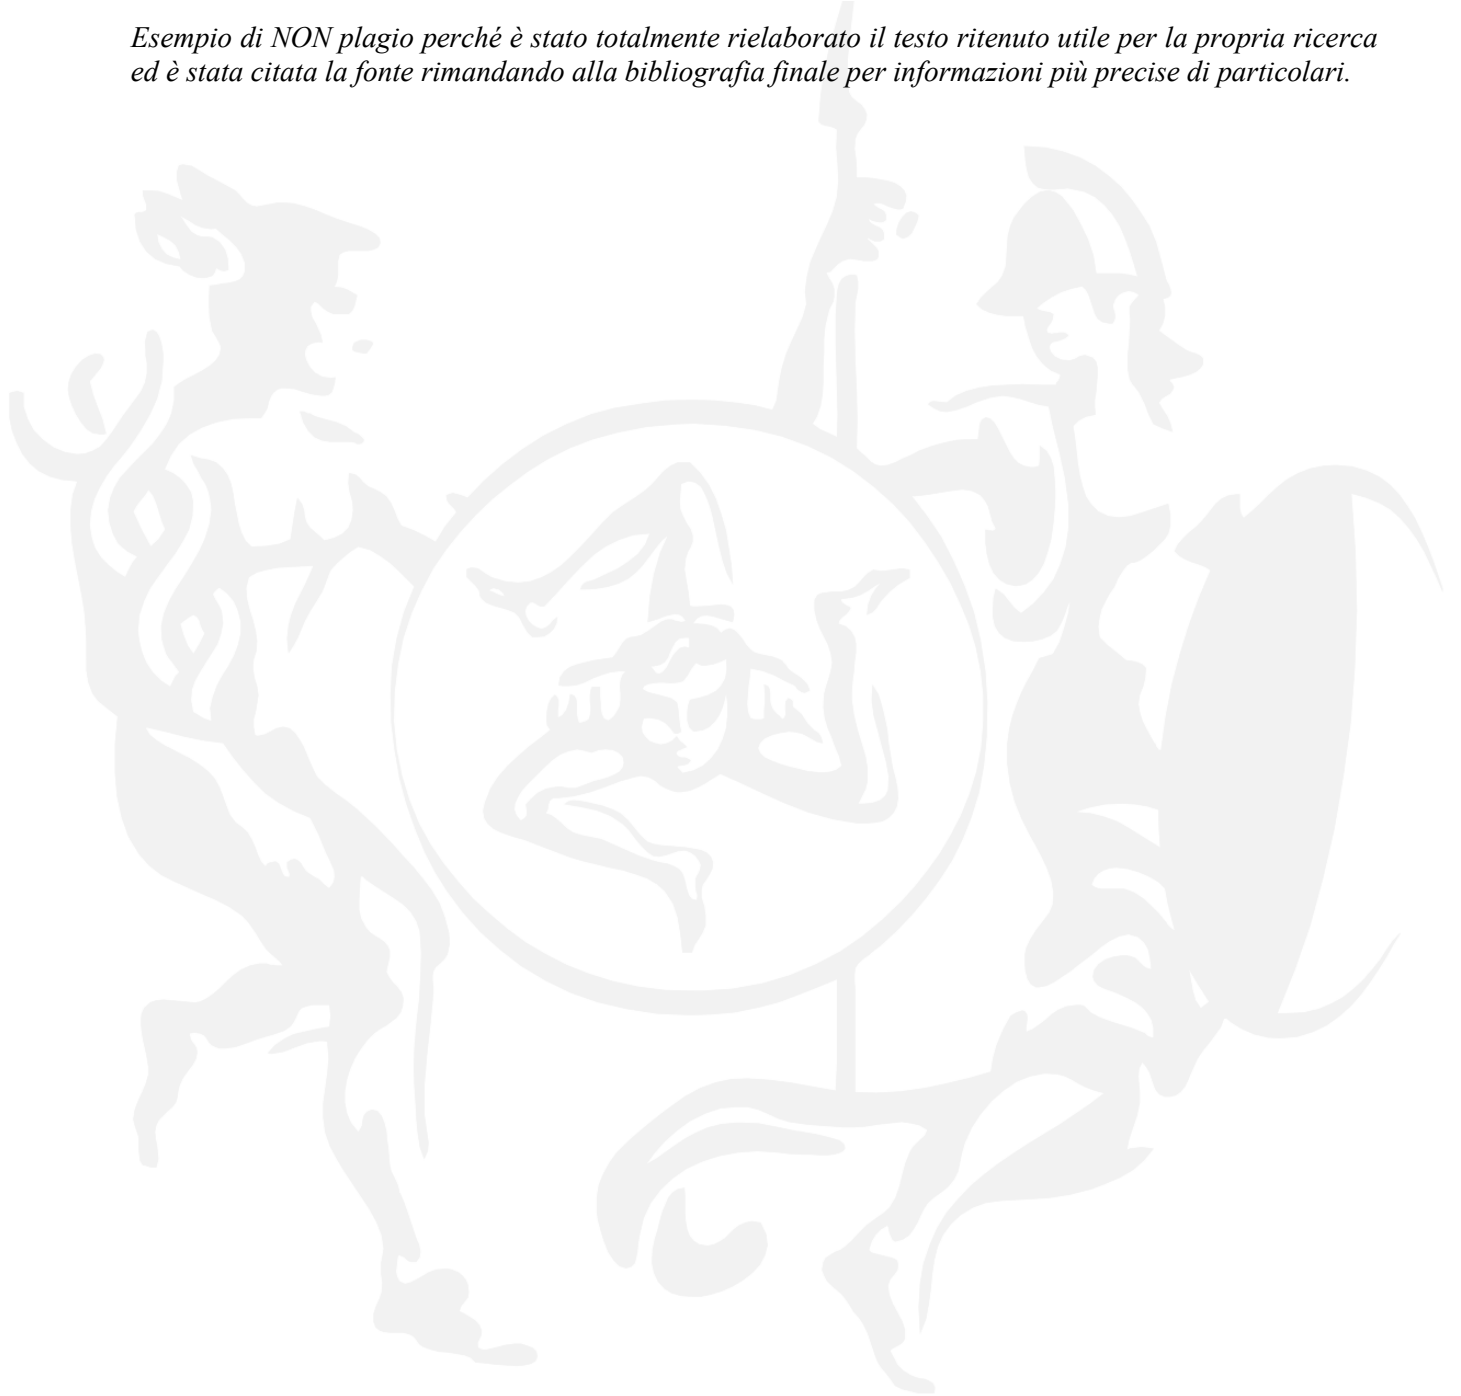 Esempio di NON plagio perché è stato totalmente rielaborato il testo ritenuto utile per la propria ricerca
ed è stata citata la fonte rimandando alla bibliografia finale per informazioni più precise di particolari.